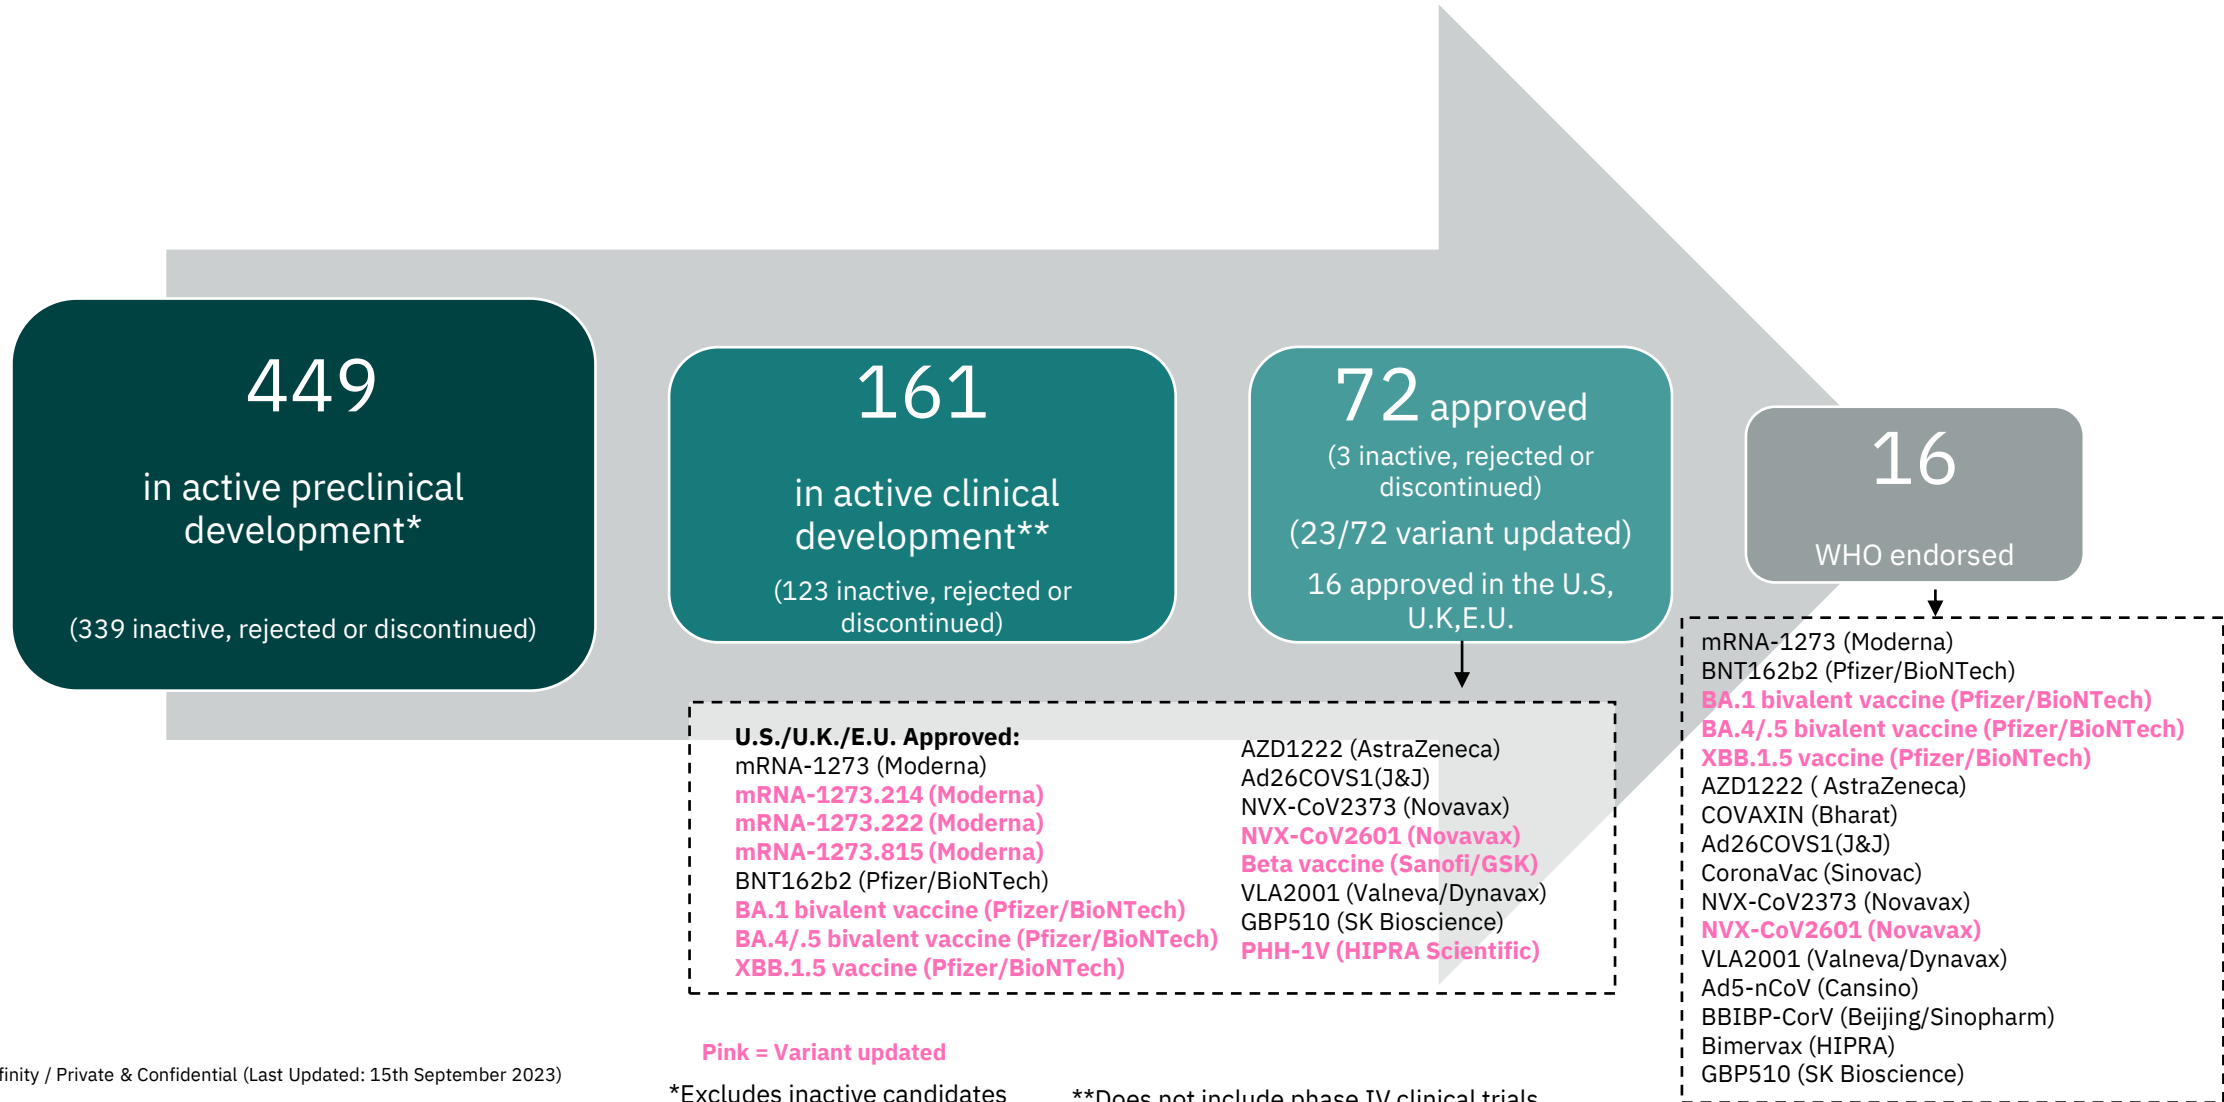 449
in active preclinical
development*
(339 inactive, rejected or discontinued)
161
in active clinical
development**
(123 inactive, rejected or
discontinued)
72 approved
(3 inactive, rejected or
discontinued)
(23/72 variant updated)
16 approved in the U.S,
U.K,E.U.
16
WHO endorsed
U.S./U.K./E.U. Approved:
mRNA-1273 (Moderna)
mRNA-1273.214 (Moderna)
mRNA-1273.222 (Moderna)
mRNA-1273.815 (Moderna)
BNT162b2 (Pfizer/BioNTech)
BA.1 bivalent vaccine (Pfizer/BioNTech)
BA.4/.5 bivalent vaccine (Pfizer/BioNTech)
XBB.1.5 vaccine (Pfizer/BioNTech)
AZD1222 (AstraZeneca)
Ad26COVS1(J&J)
NVX-CoV2373 (Novavax)
NVX-CoV2601 (Novavax)
Beta vaccine (Sanofi/GSK)
VLA2001 (Valneva/Dynavax)
GBP510 (SK Bioscience)
PHH-1V (HIPRA Scientific)
mRNA-1273 (Moderna)
BNT162b2 (Pfizer/BioNTech)
BA.1 bivalent vaccine (Pfizer/BioNTech)
BA.4/.5 bivalent vaccine (Pfizer/BioNTech)
XBB.1.5 vaccine (Pfizer/BioNTech)
AZD1222 ( AstraZeneca)
COVAXIN (Bharat)
Ad26COVS1(J&J)
CoronaVac (Sinovac)
NVX-CoV2373 (Novavax)
NVX-CoV2601 (Novavax)
VLA2001 (Valneva/Dynavax)
Ad5-nCoV (Cansino)
BBIBP-CorV (Beijing/Sinopharm)
Bimervax (HIPRA)
GBP510 (SK Bioscience)
Pink = Variant updated
finity / Private & Confidential (Last Updated: 15th September 2023)
*Excludes inactive candidates
**Does not include phase IV clinical trials